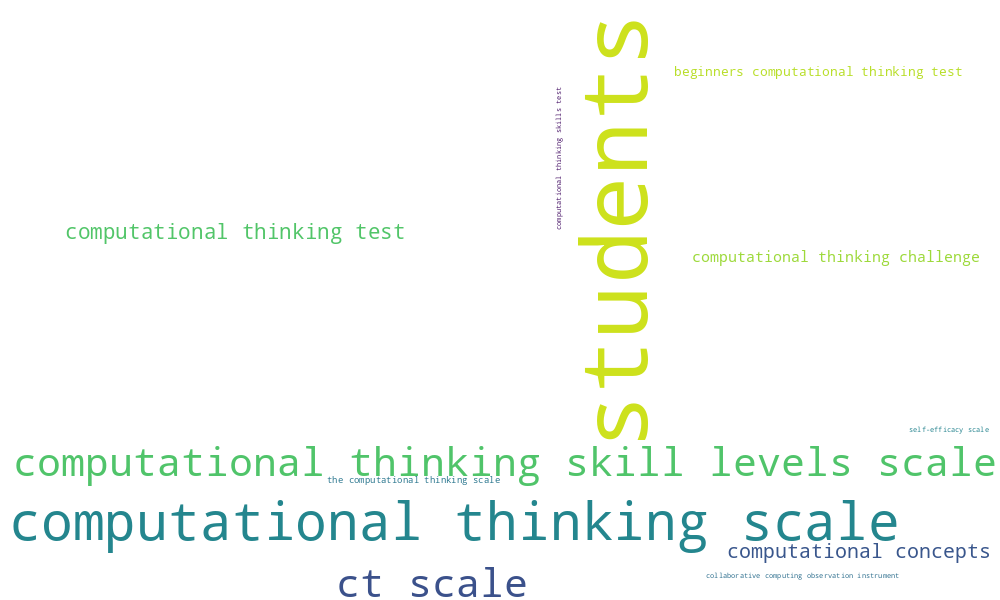 students
beginners computational thinking test
computational thinking skills test
computational thinking test
computational thinking challenge
self-efficacy scale
computational thinking skill levels scale
the computational thinking scale
computational thinking scale
computational concepts
collaborative computing observation instrument
ct scale